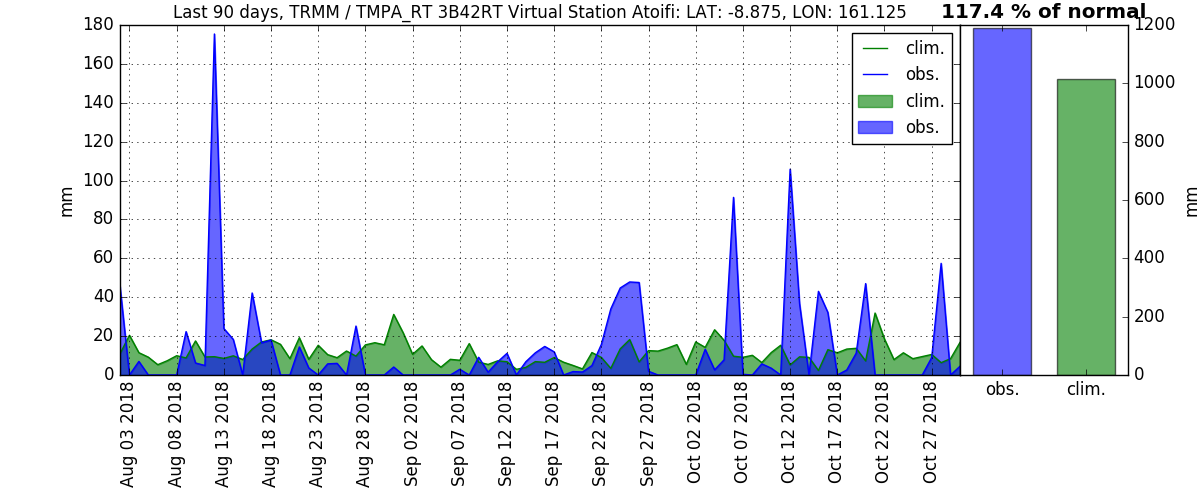 Last 90 days, TRMM / TMPA_RT 3B42RT Virtual Station Atoifi: LAT: -8.875, LON: 161.125
117.4 % of normal
180
160
140
120
100
80
60
40
20
0
mm
clim.
obs.
clim.
obs.
1200
1000
800
600
400
200
0
mm
obs.
clim.
Aug 03 2018
Aug 08 2018
Aug 13 2018
Aug 18 2018
Aug 23 2018
Aug 28 2018
Sep 02 2018
Sep 07 2018
Sep 12 2018
Sep 17 2018
Sep 22 2018
Sep 27 2018
Oct 02 2018
Oct 07 2018
Oct 12 2018
Oct 17 2018
Oct 22 2018
Oct 27 2018